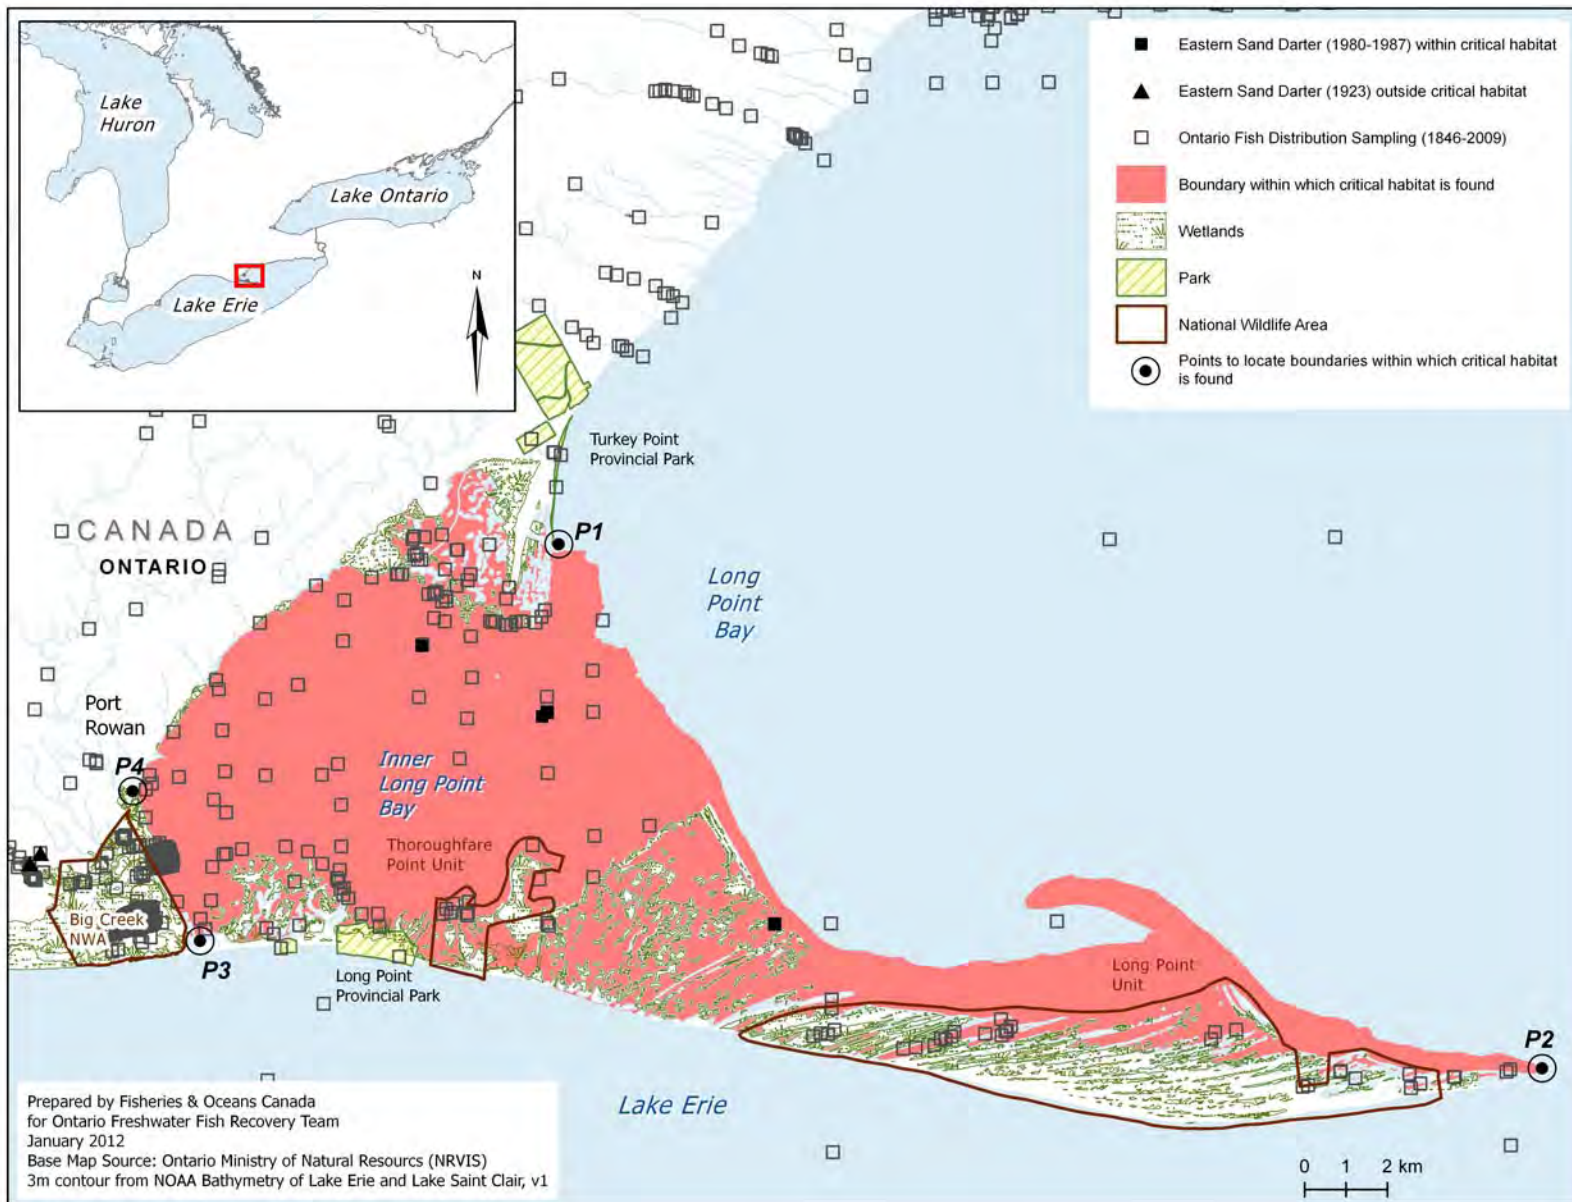 Lake
Huron
Lake Ontario
Lake Erie
N
Eastern Sand Darter (1980-1987) within critical habitat
Eastern Sand Darter (1923) outside critical habitat
Ontario Fish Distribution Sampling (1846-2009)
Boundary within which critical habitat is found
Wetlands
Park
National Wildlife Area
Points to locate boundaries within which critical habitat
is found
Turkey Point
Provincial Park
CANADA
ONTARIO
P1
Long
Point
Bay
Port
Rowan
P4
Inner
Long Point
Bay
Thoroughfare
Point Unit
Big Creek
NWA
P3
Long Point
Provincial Park
Long Point
Unit
P2
Lake Erie
Prepared by Fisheries & Oceans Canada
for Ontario Freshwater Fish Recovery Team
January 2012
Base Map Source: Ontario Ministry of Natural Resourcs (NRVIS)
3m contour from NOAA Bathymetry of Lake Erie and Lake Saint Clair, v1
0 1 2 km